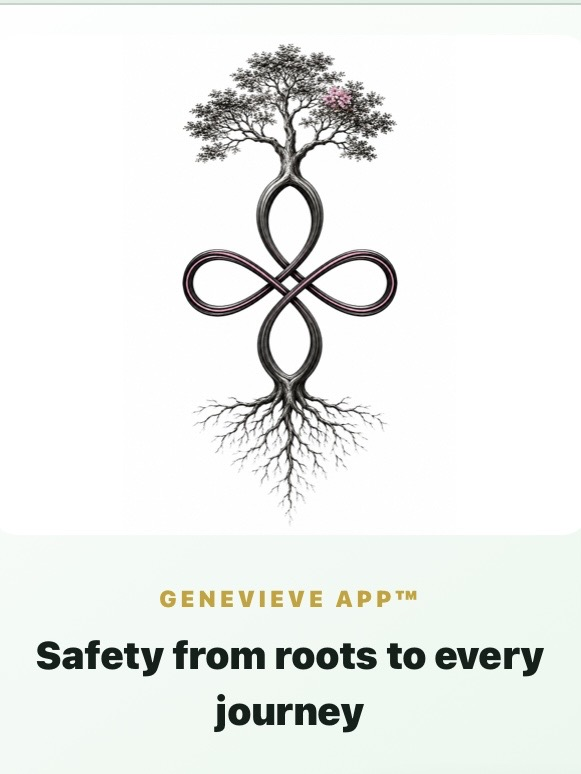 GENEVIEVE APP™
Safety from roots to every
journey